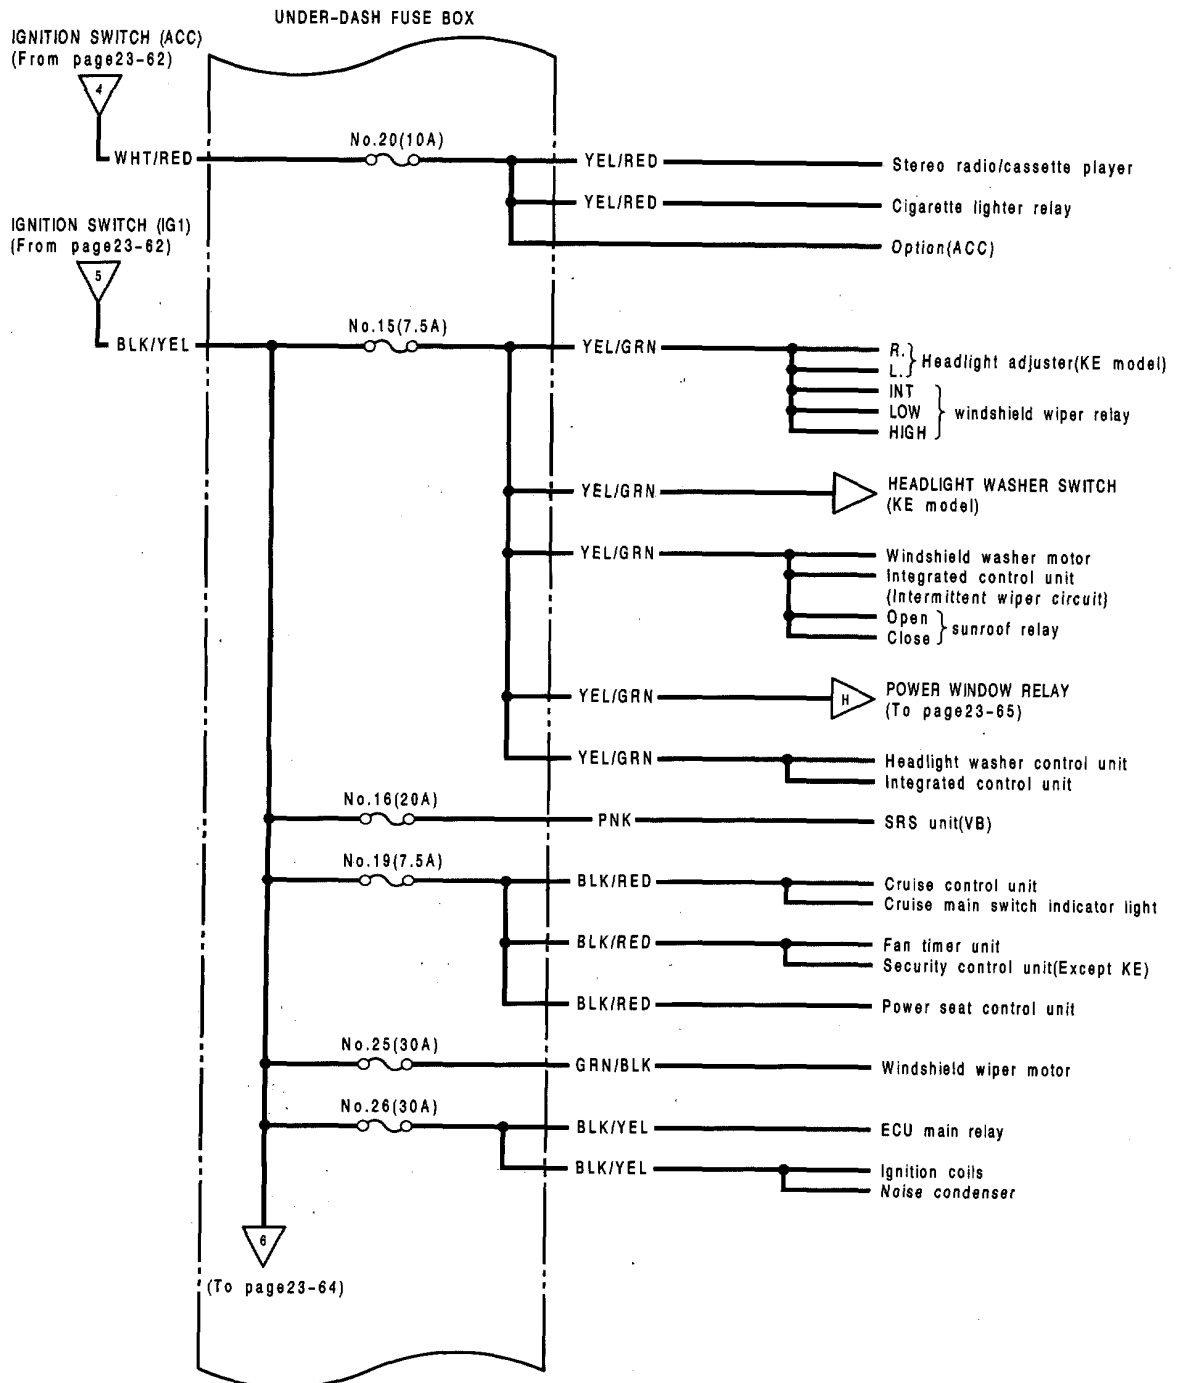 UNDER-DASH FUSE BOX
IGNITION SWITCH (ACC)
(From page23-62)
4
No.20(10A)
WHT/RED
YEL/RED
Stereo radio/cassette player
YEL/RED
Cigarette lighter relay
Option(ACC)
IGNITION SWITCH (IG1)
(From page23-62)
5
No.15(7.5A)
BLK/YEL
YEL/GRN
R.
L.
Headlight adjuster(KE model)
INT
LOW
HIGH
windshield wiper relay
YEL/GRN
HEADLIGHT WASHER SWITCH
(KE model)
YEL/GRN
Windshield washer motor
Integrated control unit
(Intermittent wiper circuit)
Open
Close
sunroof relay
YEL/GRN
H
POWER WINDOW RELAY
(To page23-65)
YEL/GRN
Headlight washer control unit
Integrated control unit
No.16(20A)
PNK
SRS unit(VB)
No.19(7.5A)
BLK/RED
Cruise control unit
Cruise main switch indicator light
BLK/RED
Fan timer unit
Security control unit(Except KE)
BLK/RED
Power seat control unit
No.25(30A)
GRN/BLK
Windshield wiper motor
No.26(30A)
BLK/YEL
ECU main relay
BLK/YEL
Ignition coils
Noise condenser
6
(To page23-64)